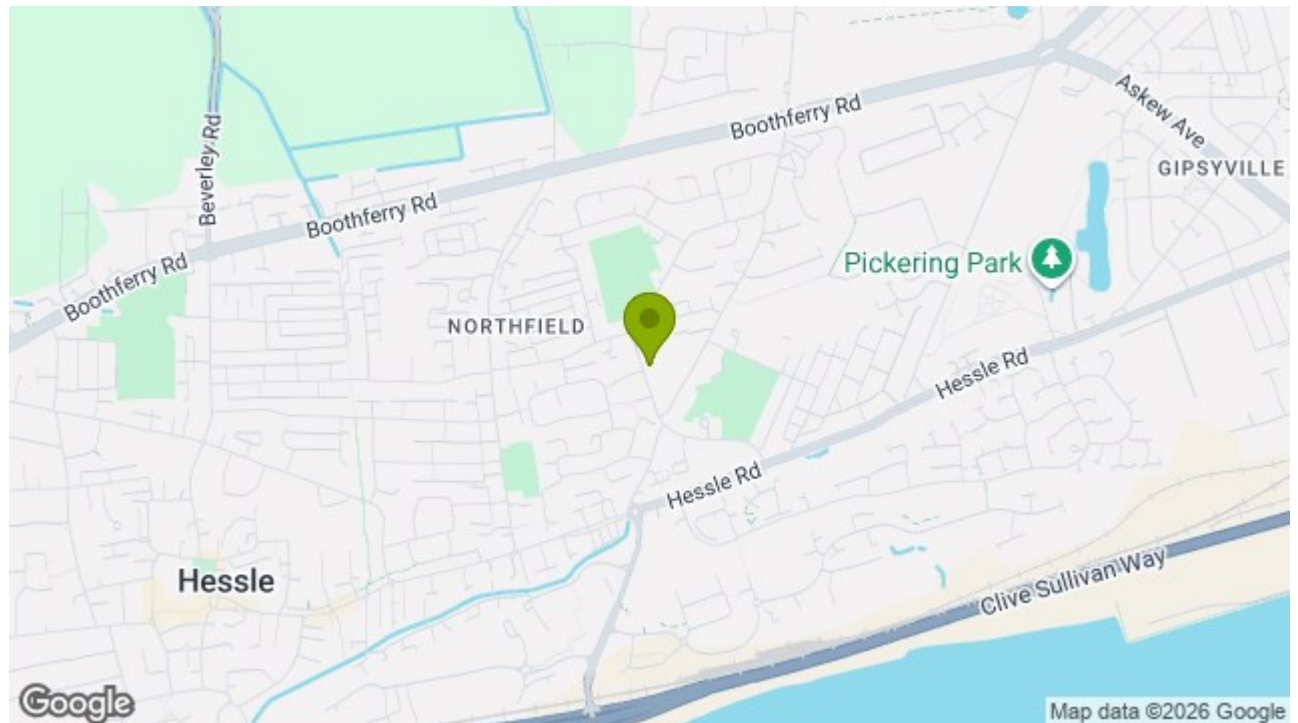 Boothferry Rd
Askew Ave
Beverley Rd
GIPSYVILLE
Boothferry Rd
Boothferry Rd
Pickering Park
NORTHFIELD
Hessle Rd
Hessle Rd
Hessle
Clive Sullivan Way
Google
Map data ©2026 Google